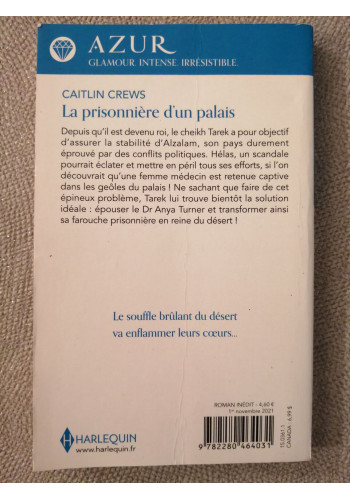 AZUR
GLAMOUR. INTENSE. IRRÉSISTIBLE.
CAITLIN CREWS
La prisonnière d'un palais
Depuis qu'il est devenu roi, le cheikh Tarek a pour objectif
d'assurer la stabilité d'Alzalam, son pays durement
éprouvé par des conflits politiques. Hélas, un scandale
pourrait éclater et mettre en péril tous ses efforts, si l'on
découvrait qu'une femme médecin est retenue captive
dans les geôles du palais ! Ne sachant que faire de cet
épineux problème, Tarek lui trouve bientôt la solution
idéale : épouser le Dr Anya Turner et transformer ainsi
sa farouche prisonnière en reine du désert !
Le souffle brûlant du désert
va enflammer leurs cœurs...
ROMAN INÉDIT - 4,60 €
1er novembre 2021
9 782280 464031
CANADA : 6,99 $
HARLEQUIN
www.harlequin.fr